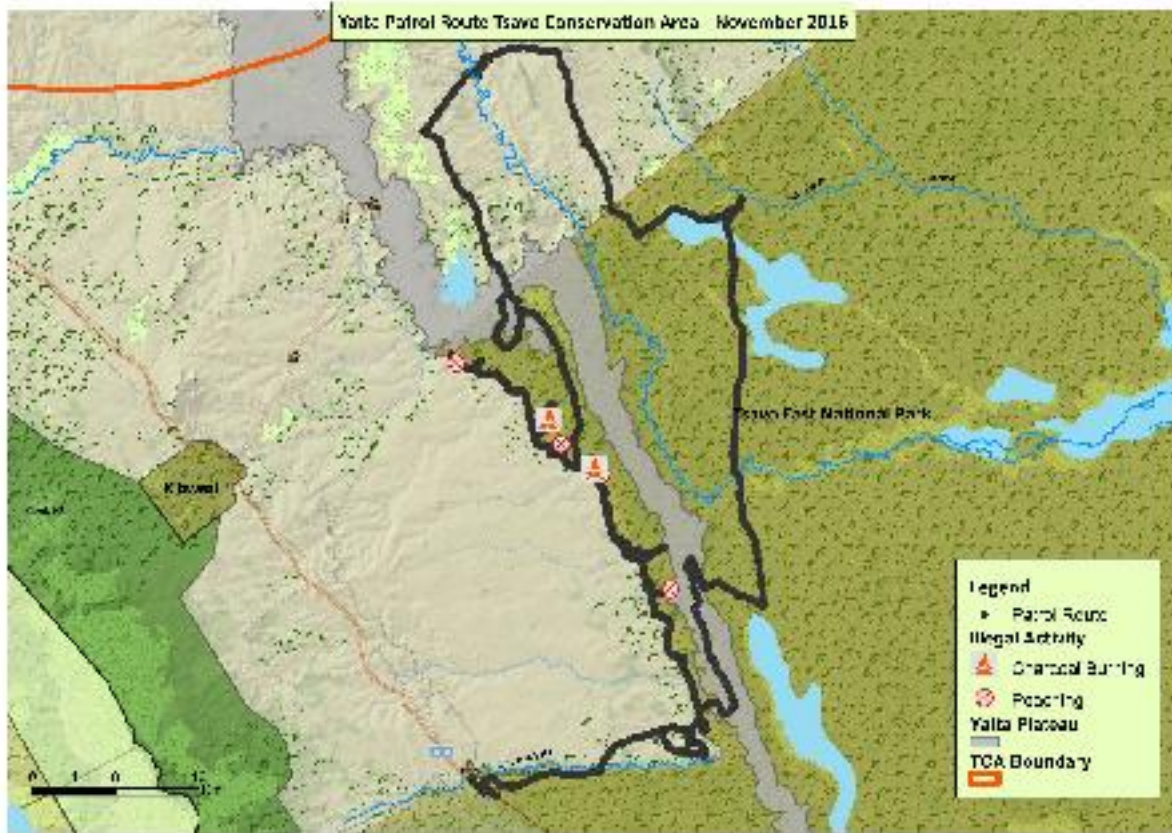 Yatta Patrol Route Tsavo Conservation Area - November 2016
Tsavo East National Park
Kibwezi
Legend
Patrol Route
Illegal Activity
Charcoal Burning
Poaching
Yatta Plateau
TCA Boundary